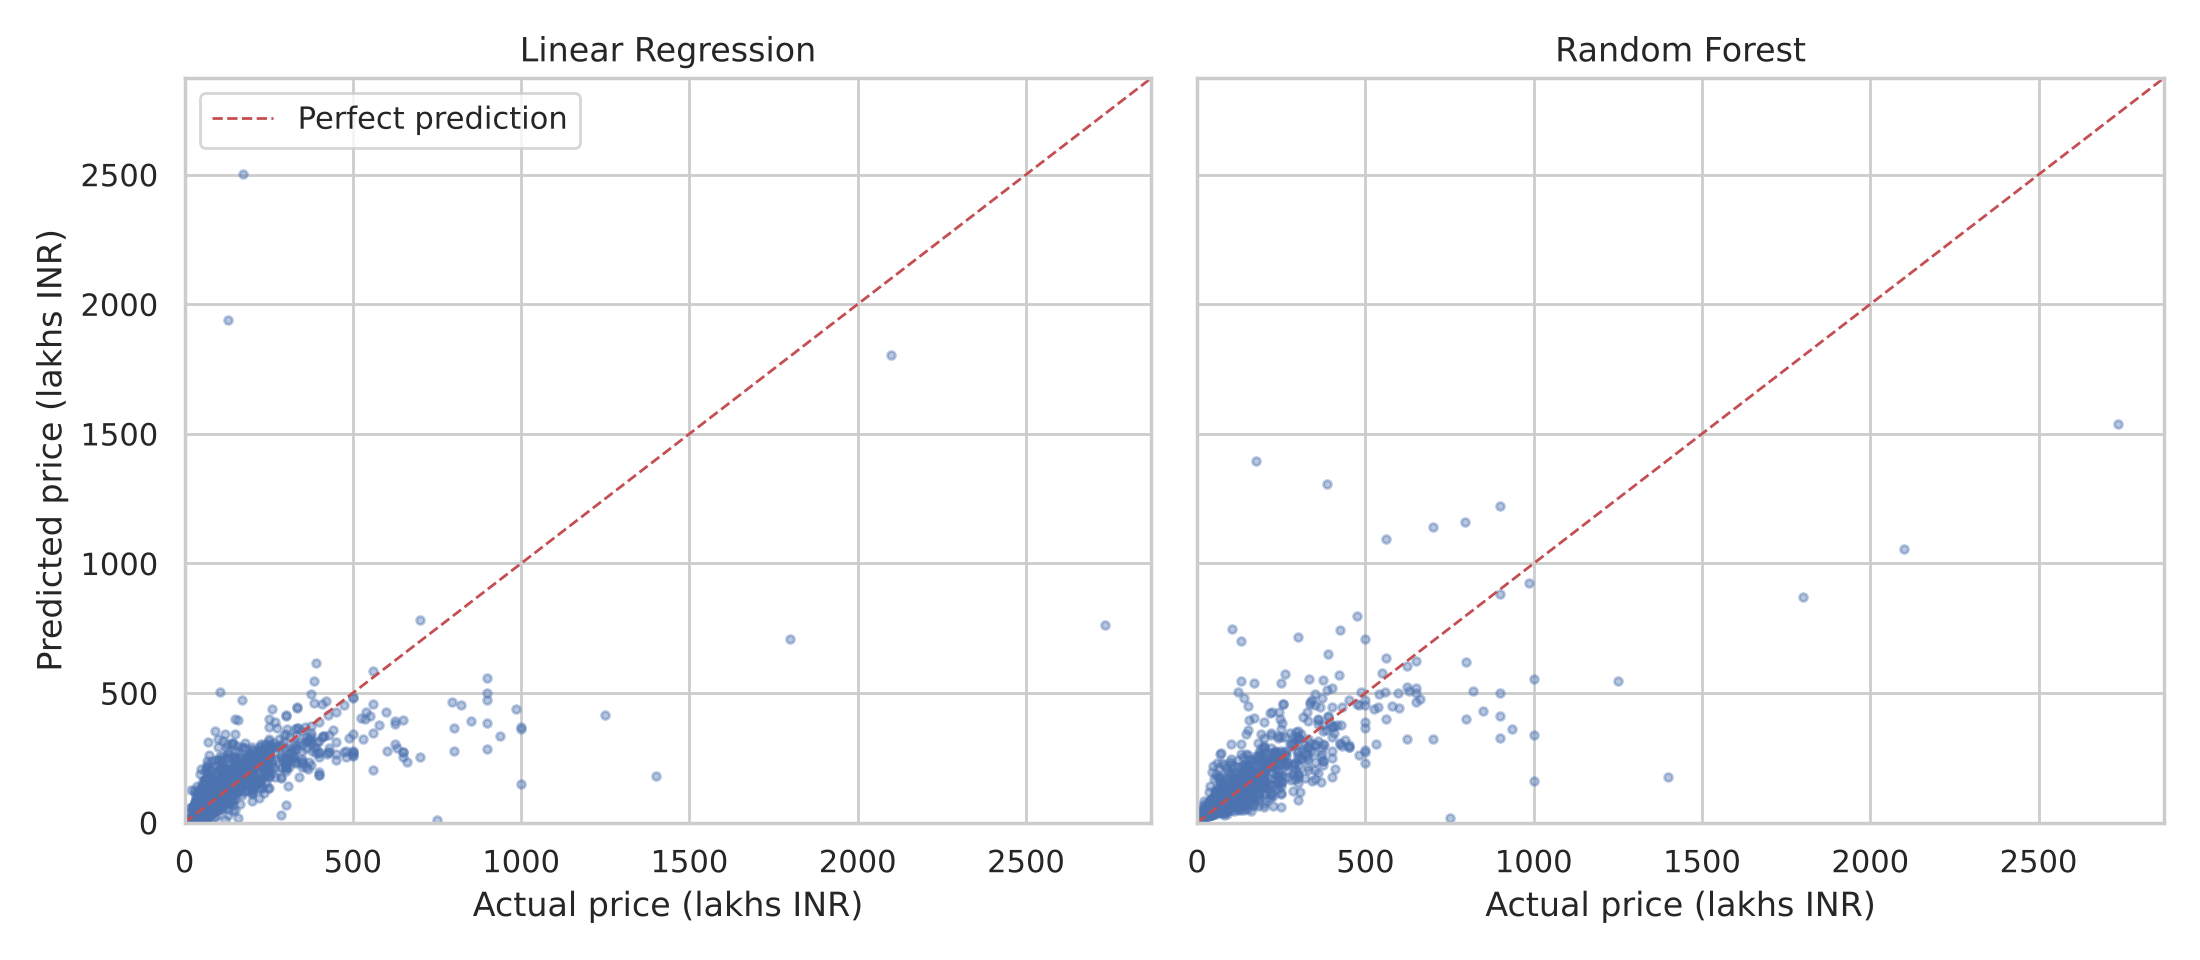 Linear Regression
Random Forest
Perfect prediction
Predicted price (lakhs INR)
2500
2000
1500
1000
500
0
0 500 1000 1500 2000 2500
0 500 1000 1500 2000 2500
Actual price (lakhs INR)
Actual price (lakhs INR)